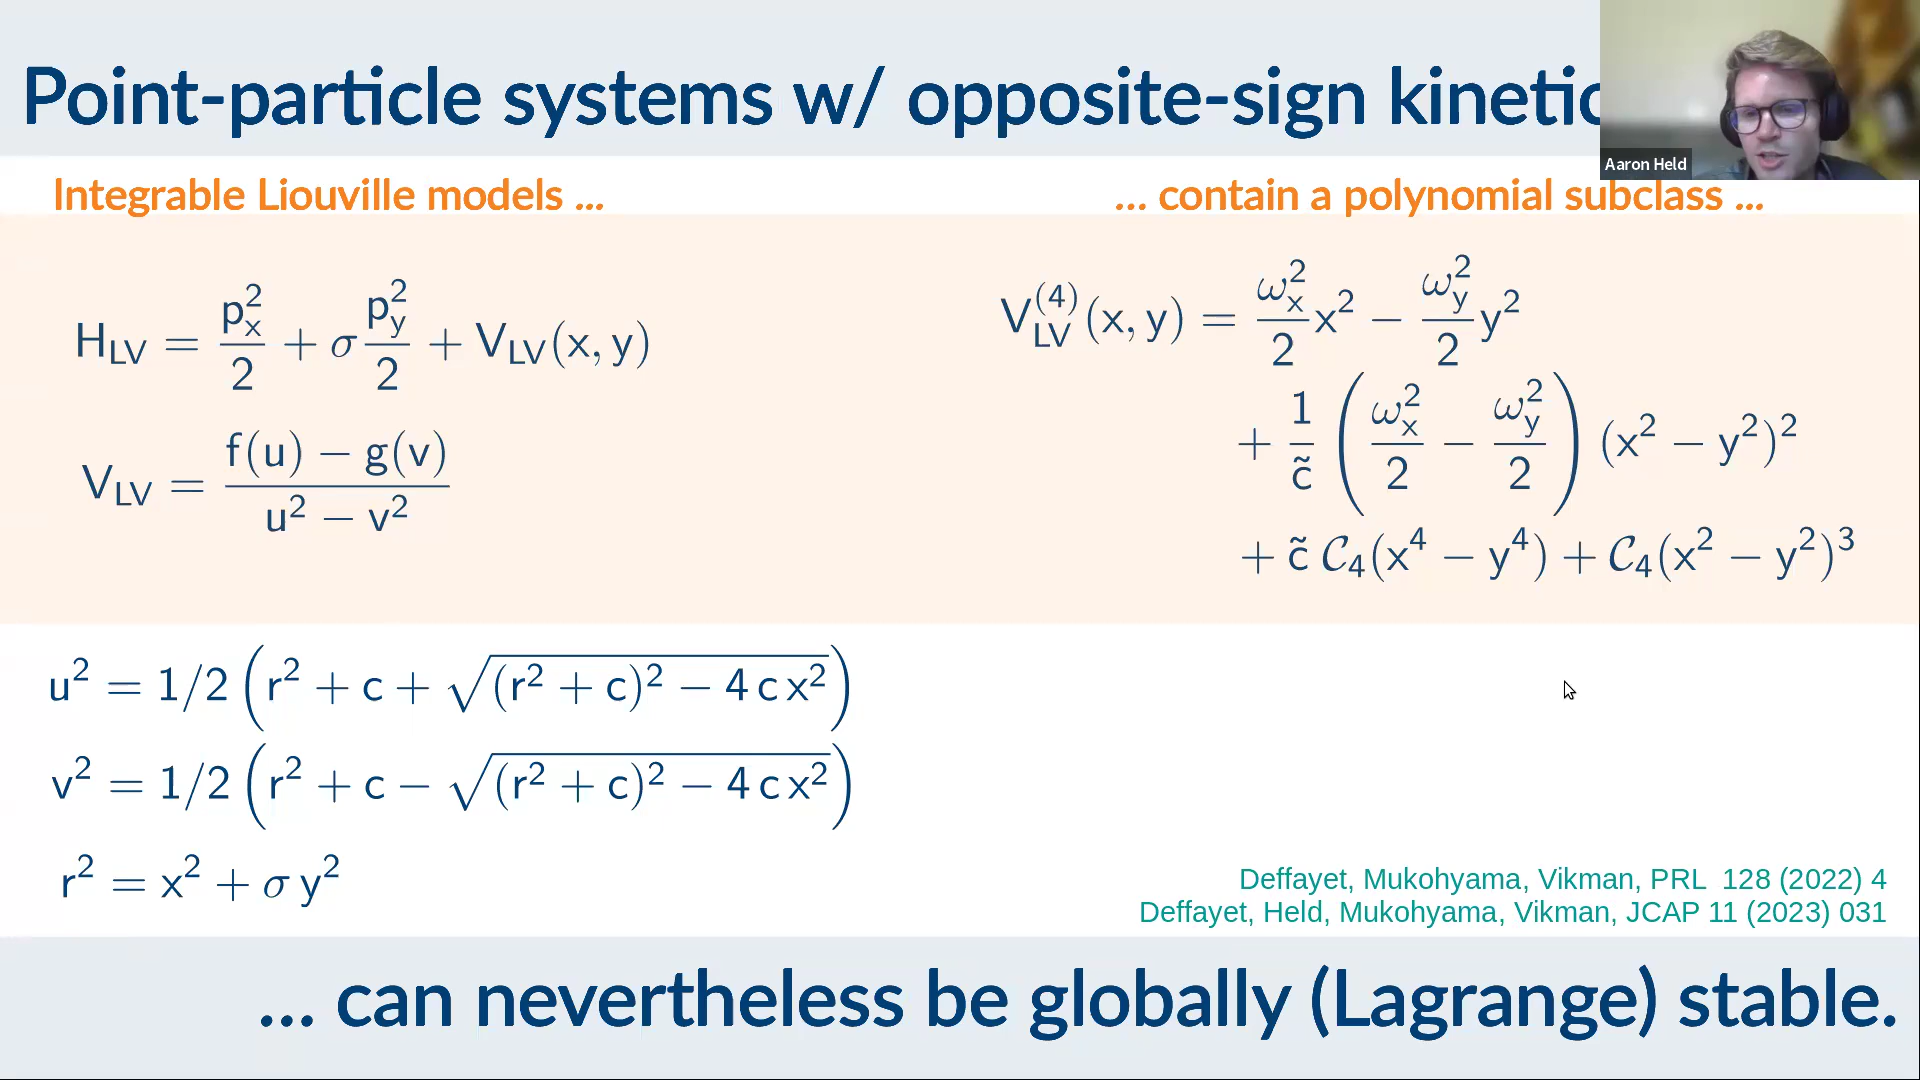 Point-particle systems w/ opposite-sign kinetic
Aaron Held
Integrable Liouville models ...
... contain a polynomial subclass ...
H_LV = p_x^2/2 + σ p_y^2/2 + V_LV(x, y)
V_LV = (f(u) − g(v))/(u^2 − v^2)
V_LV^(4)(x, y) = ω_x^2/2 x^2 − ω_y^2/2 y^2
+ 1/c̃ (ω_x^2/2 − ω_y^2/2) (x^2 − y^2)^2
+ c̃ 𝒞_4(x^4 − y^4) + 𝒞_4(x^2 − y^2)^3
u^2 = 1/2 (r^2 + c + √((r^2 + c)^2 − 4 c x^2))
v^2 = 1/2 (r^2 + c − √((r^2 + c)^2 − 4 c x^2))
r^2 = x^2 + σ y^2
Deffayet, Mukohyama, Vikman, PRL 128 (2022) 4
Deffayet, Held, Mukohyama, Vikman, JCAP 11 (2023) 031
... can nevertheless be globally (Lagrange) stable.